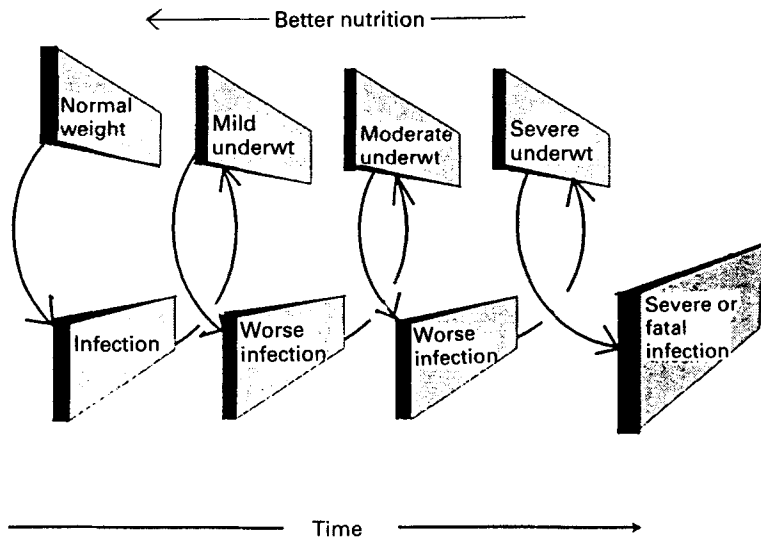 Better nutrition
Normal
weight
Mild
underwt
Moderate
underwt
Severe
underwt
Infection
Worse
infection
Worse
infection
Severe or
fatal
infection
Time